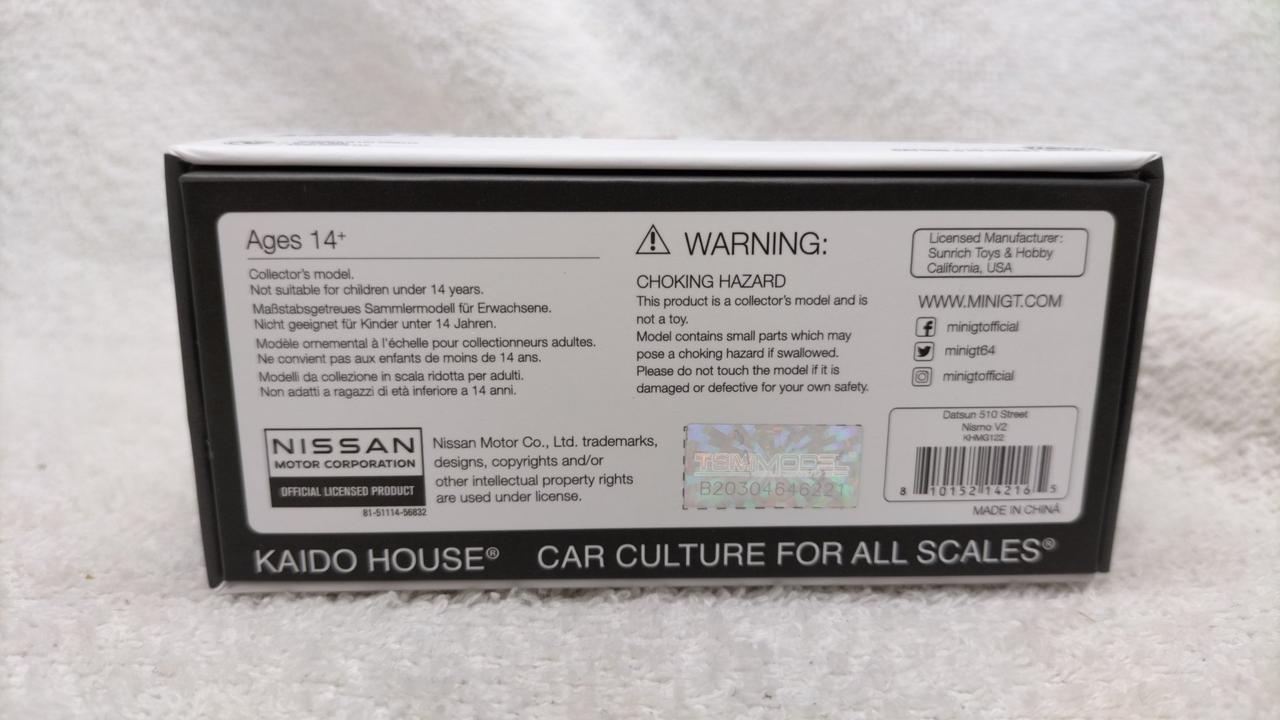 Ages 14+
Collector's model.
Not suitable for children under 14 years.
Maßstabsgetreues Sammlermodell für Erwachsene.
Nicht geeignet für Kinder unter 14 Jahren.
Modèle ornemental à l'échelle pour collectionneurs adultes.
Ne convient pas aux enfants de moins de 14 ans.
Modelli da collezione in scala ridotta per adulti.
Non adatti a ragazzi di età inferiore a 14 anni.
NISSAN
MOTOR CORPORATION
OFFICIAL LICENSED PRODUCT
81-51114-56832
Nissan Motor Co., Ltd. trademarks,
designs, copyrights and/or
other intellectual property rights
are used under license.
WARNING:
CHOKING HAZARD
This product is a collector's model and is
not a toy.
Model contains small parts which may
pose a choking hazard if swallowed.
Please do not touch the model if it is
damaged or defective for your own safety.
TSMMODEL
B20304646221
Licensed Manufacturer:
Sunrich Toys & Hobby
California, USA
WWW.MINIGT.COM
minigtofficial
minigt64
minigtofficial
Datsun 510 Street
Nismo V2
KHMG122
8 10152 14216 5
MADE IN CHINA
KAIDO HOUSE® CAR CULTURE FOR ALL SCALES®